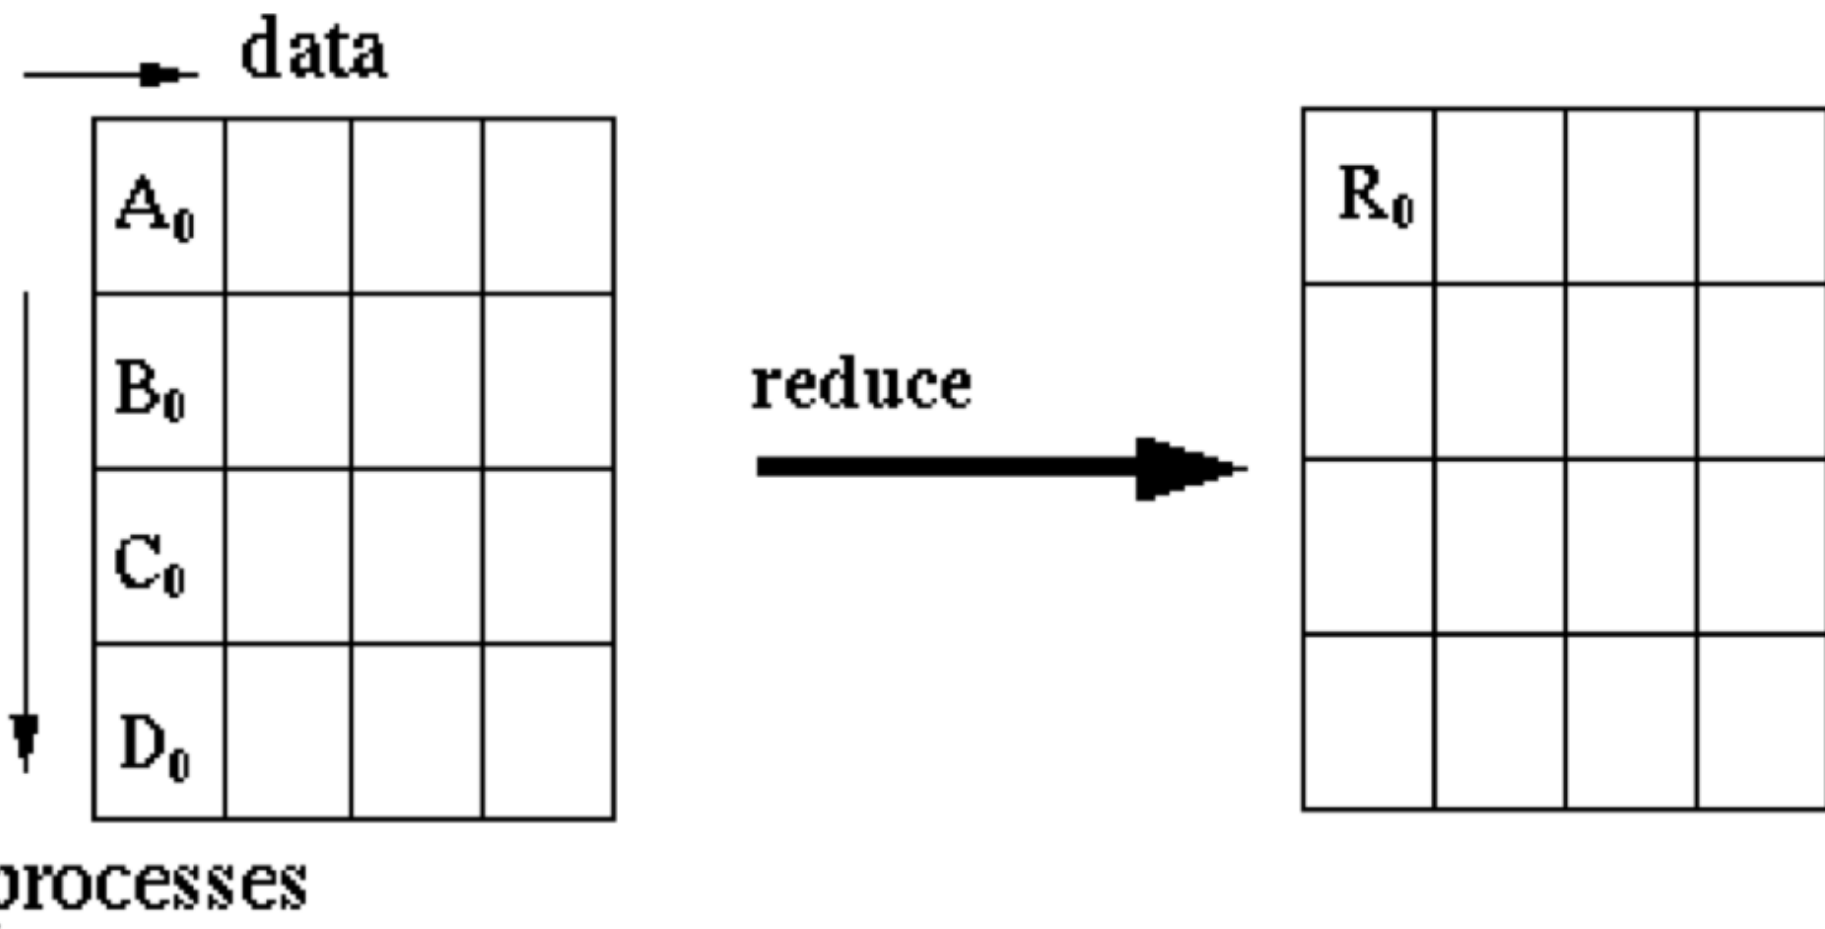 data
A₀
R₀
B₀
reduce
C₀
D₀
processes